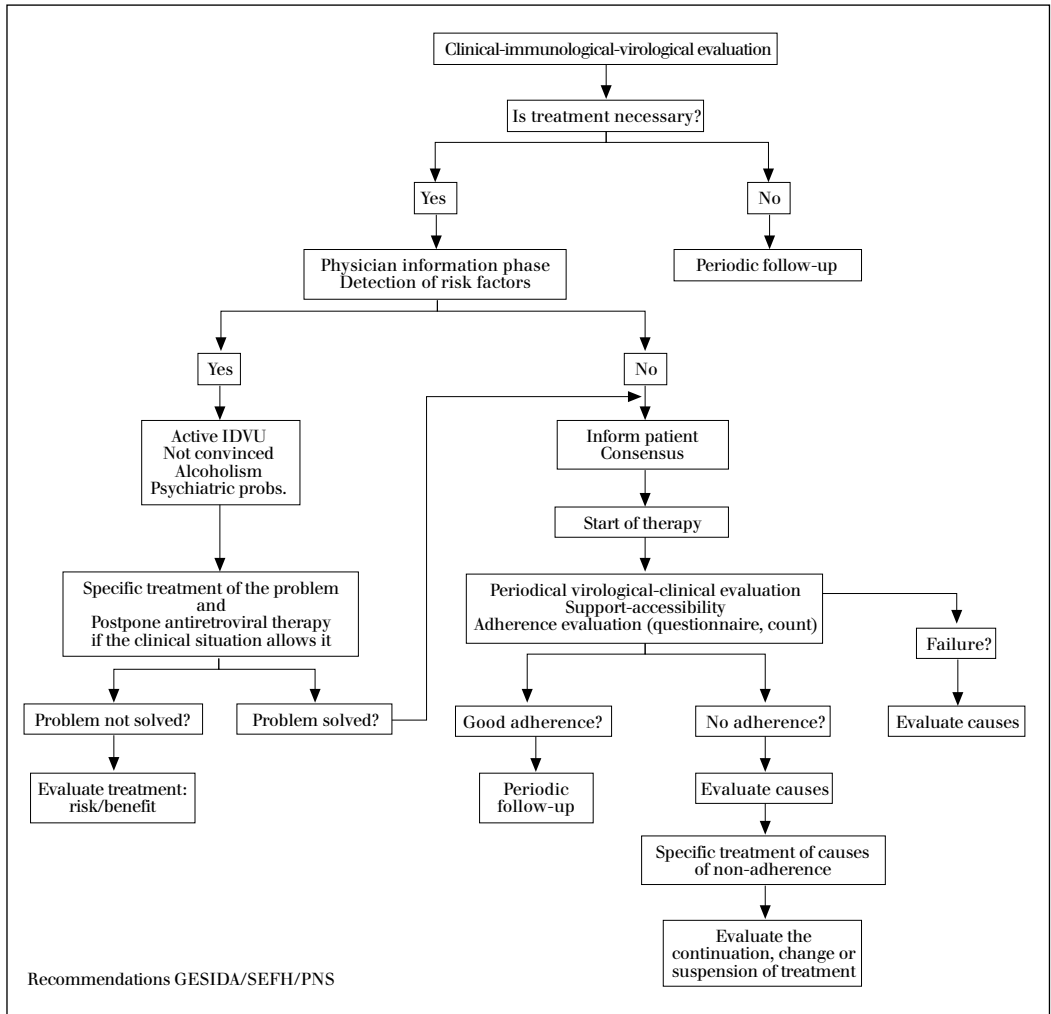 Clinical-immunological-virological evaluation
Is treatment necessary?
Yes
No
Physician information phase
Detection of risk factors
Periodic follow-up
Yes
No
Active IDVU
Not convinced
Alcoholism
Psychiatric probs.
Inform patient
Consensus
Start of therapy
Specific treatment of the problem
and
Postpone antiretroviral therapy
if the clinical situation allows it
Periodical virological-clinical evaluation
Support-accessibility
Adherence evaluation (questionnaire, count)
Failure?
Problem not solved?
Problem solved?
Good adherence?
No adherence?
Evaluate causes
Evaluate treatment:
risk/benefit
Periodic
follow-up
Evaluate causes
Specific treatment of causes
of non-adherence
Evaluate the
continuation, change or
suspension of treatment
Recommendations GESIDA/SEFH/PNS